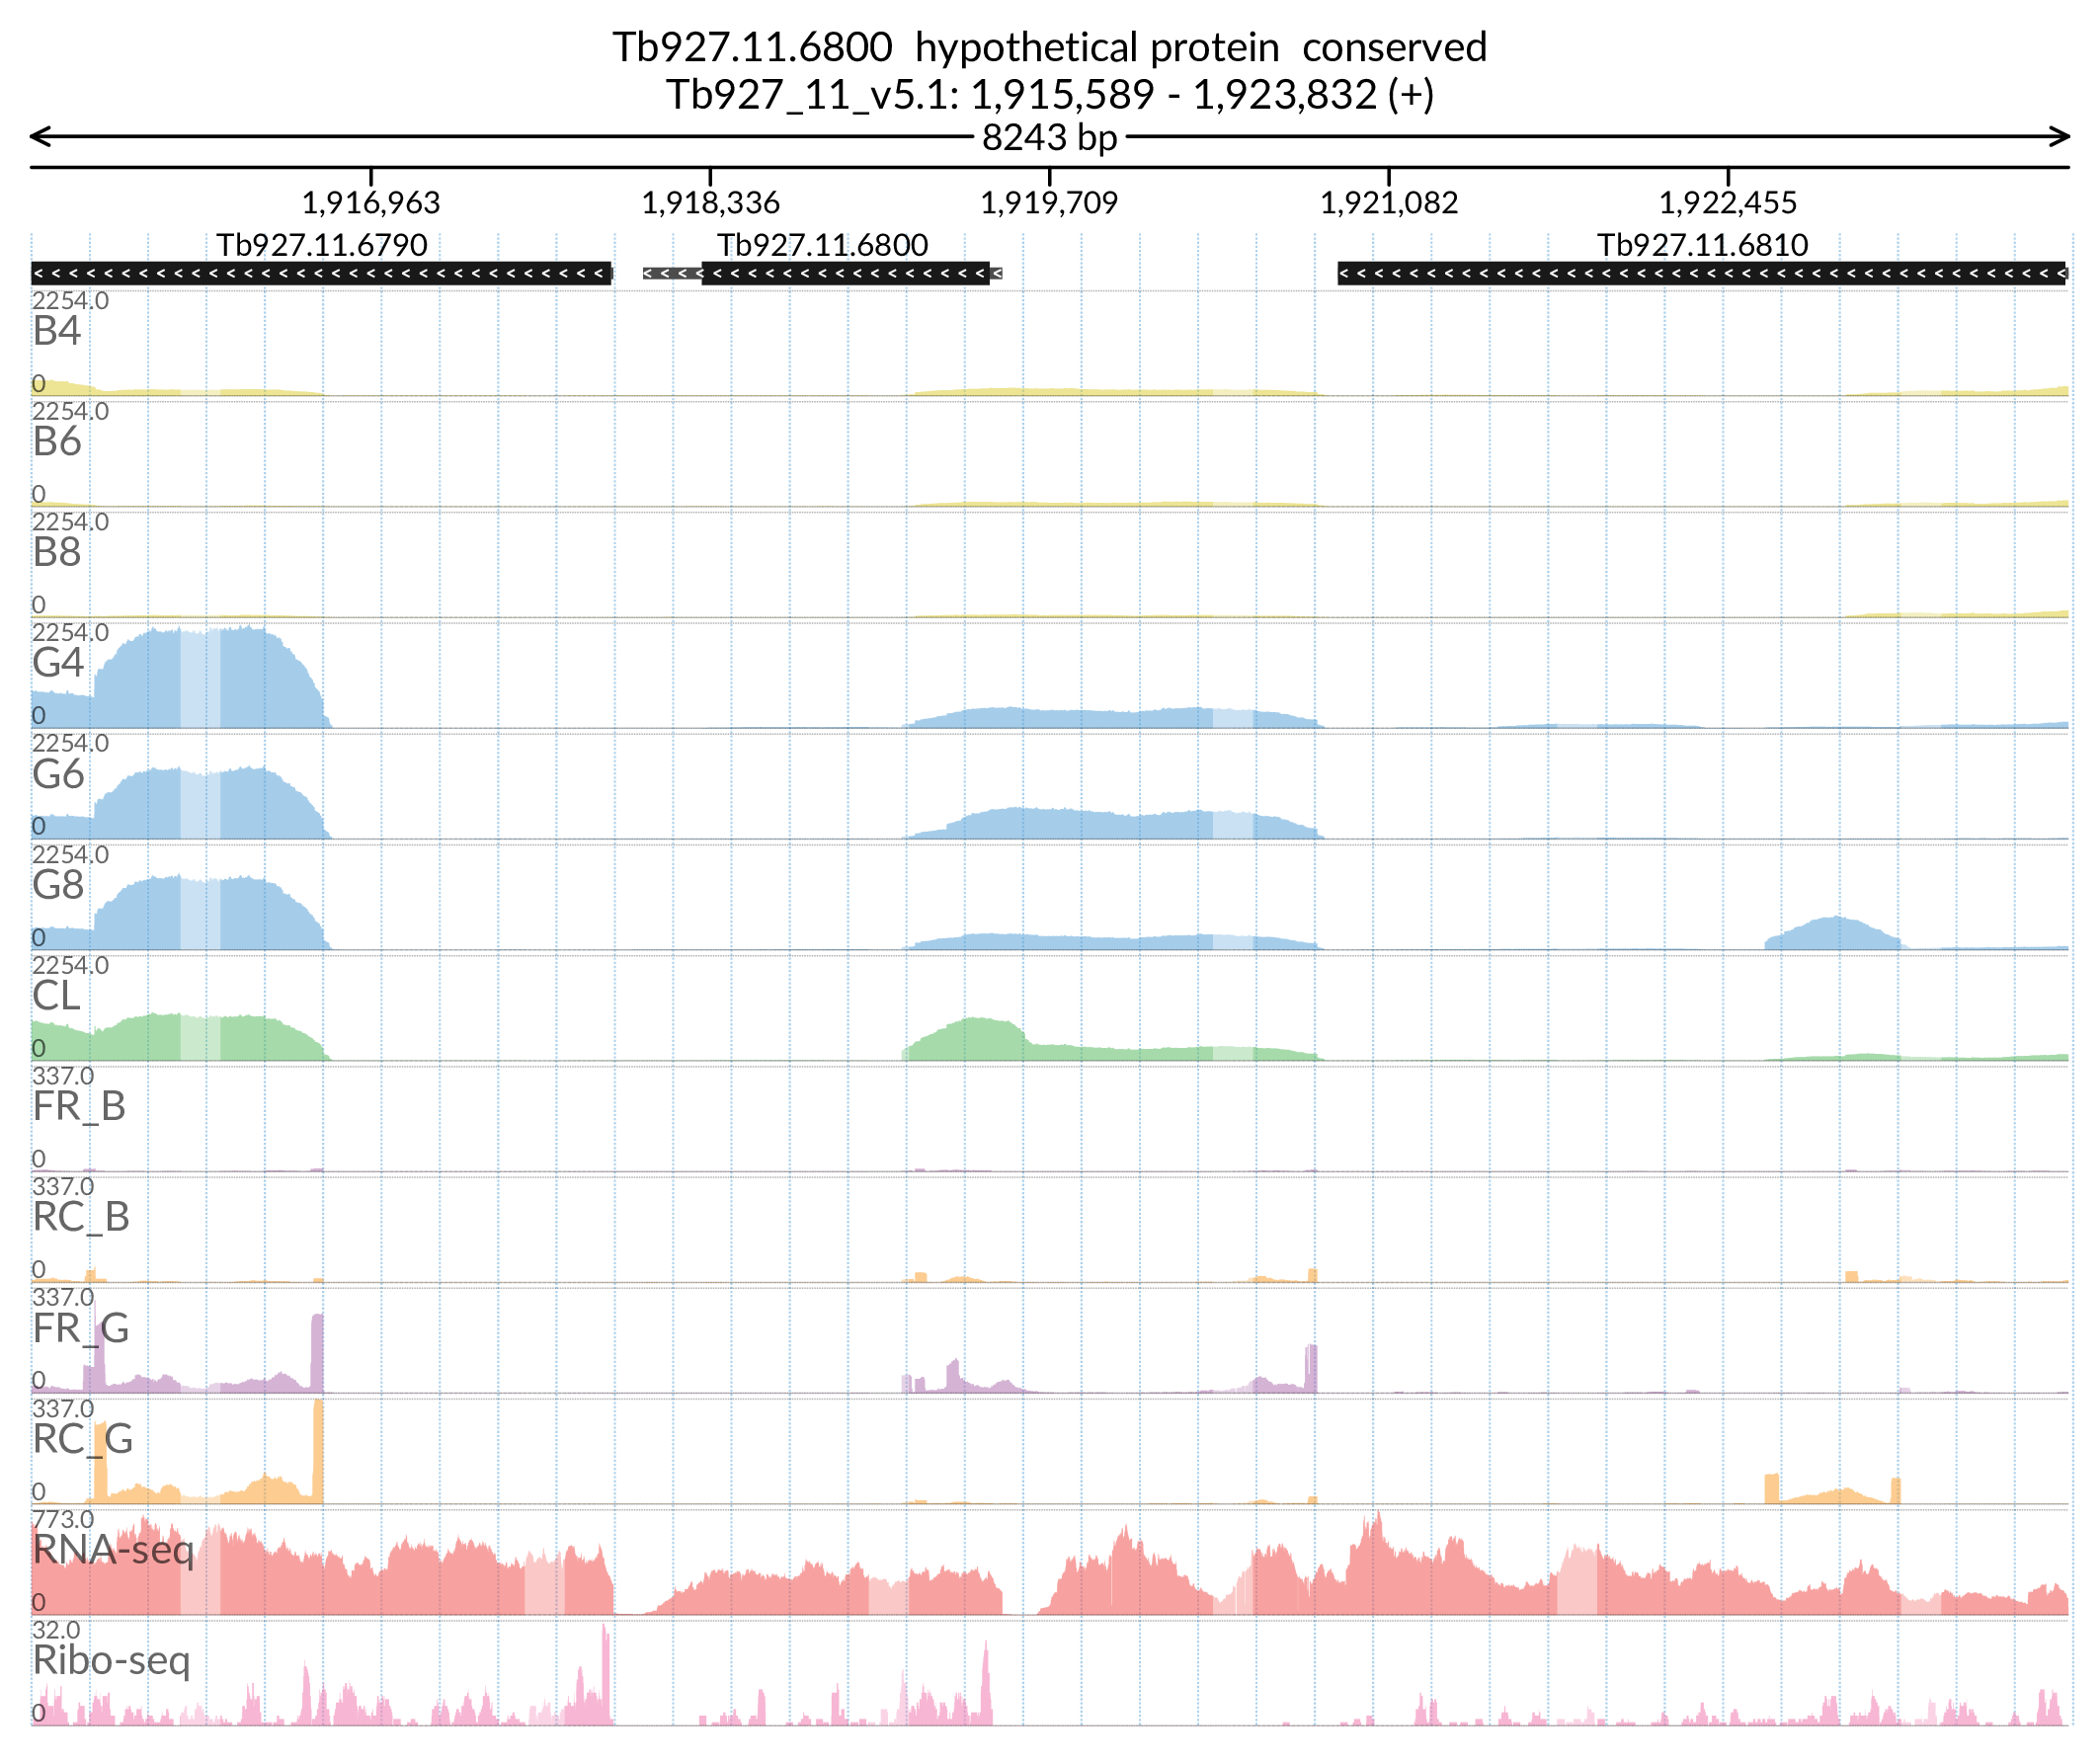 Tb927.11.6800 hypothetical protein conserved
Tb927_11_v5.1: 1,915,589 - 1,923,832 (+)
8243 bp
1,916,963 1,918,336 1,919,709 1,921,082 1,922,455
Tb927.11.6790 Tb927.11.6800 Tb927.11.6810
2254.0
B4
0
2254.0
B6
0
2254.0
B8
0
2254.0
G4
0
2254.0
G6
0
2254.0
G8
0
2254.0
CL
0
337.0
FR_B
0
337.0
RC_B
0
337.0
FR_G
0
337.0
RC_G
0
773.0
RNA-seq
0
32.0
Ribo-seq
0